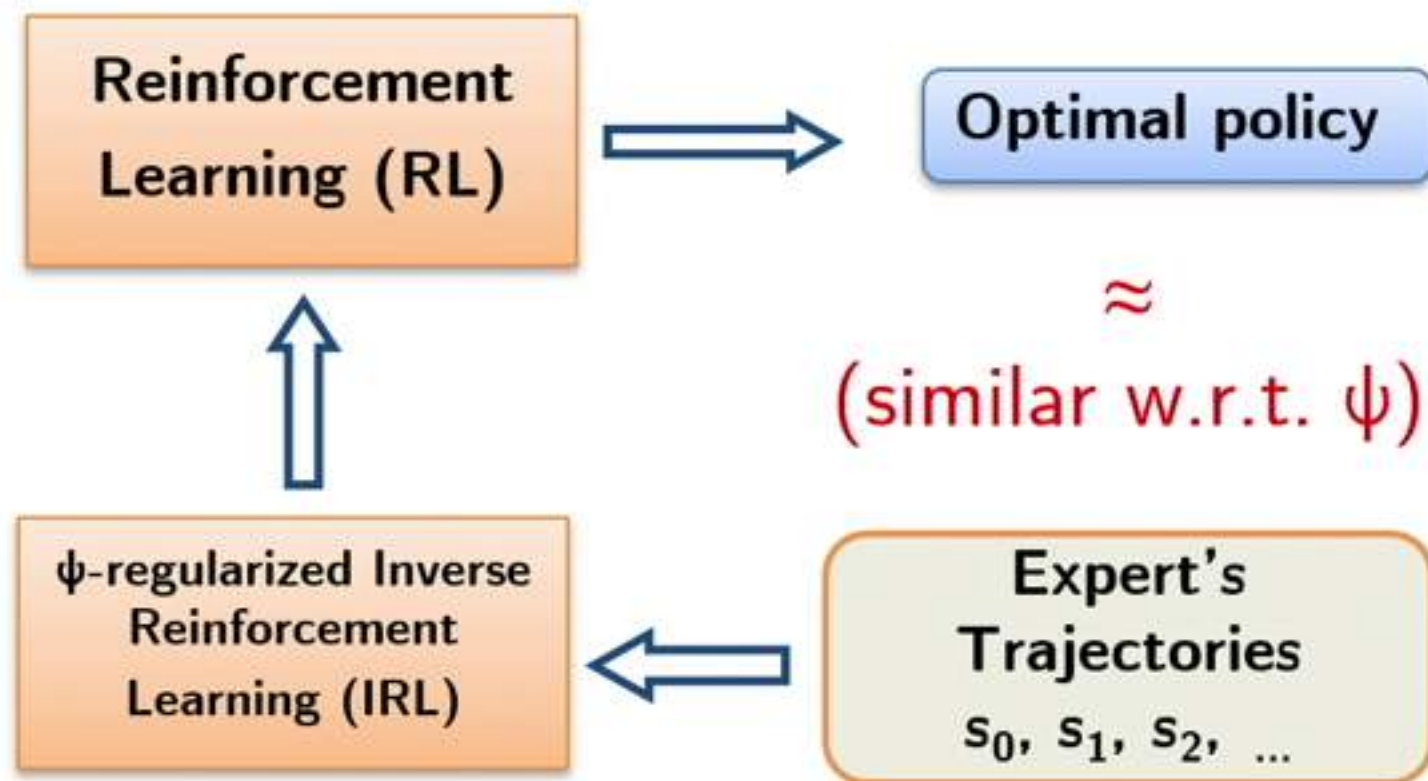 Reinforcement
Learning (RL)
Optimal policy
≈
(similar w.r.t. ψ)
ψ-regularized Inverse
Reinforcement
Learning (IRL)
Expert's
Trajectories
s₀, s₁, s₂, ...